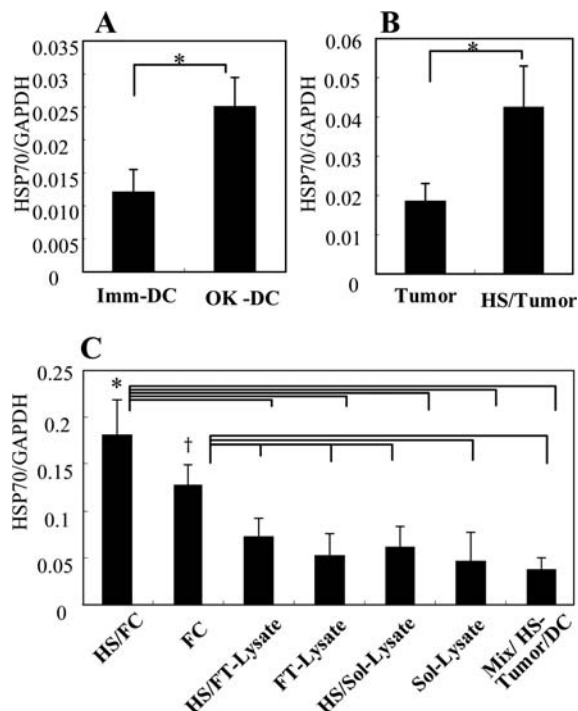 A
HSP70/GAPDH
0.035
0.03
0.025
0.020
0.015
0.010
0.005
0
*
Imm-DC
OK -DC
B
HSP70/GAPDH
0.06
0.05
0.04
0.03
0.02
0.01
0
*
Tumor
HS/Tumor
C
HSP70/GAPDH
0.25
0.2
0.15
0.1
0.05
0
*
†
HS/FC
FC
HS/FT-Lysate
FT-Lysate
HS/Sol-Lysate
Sol-Lysate
Mix/ HS-
Tumor/DC